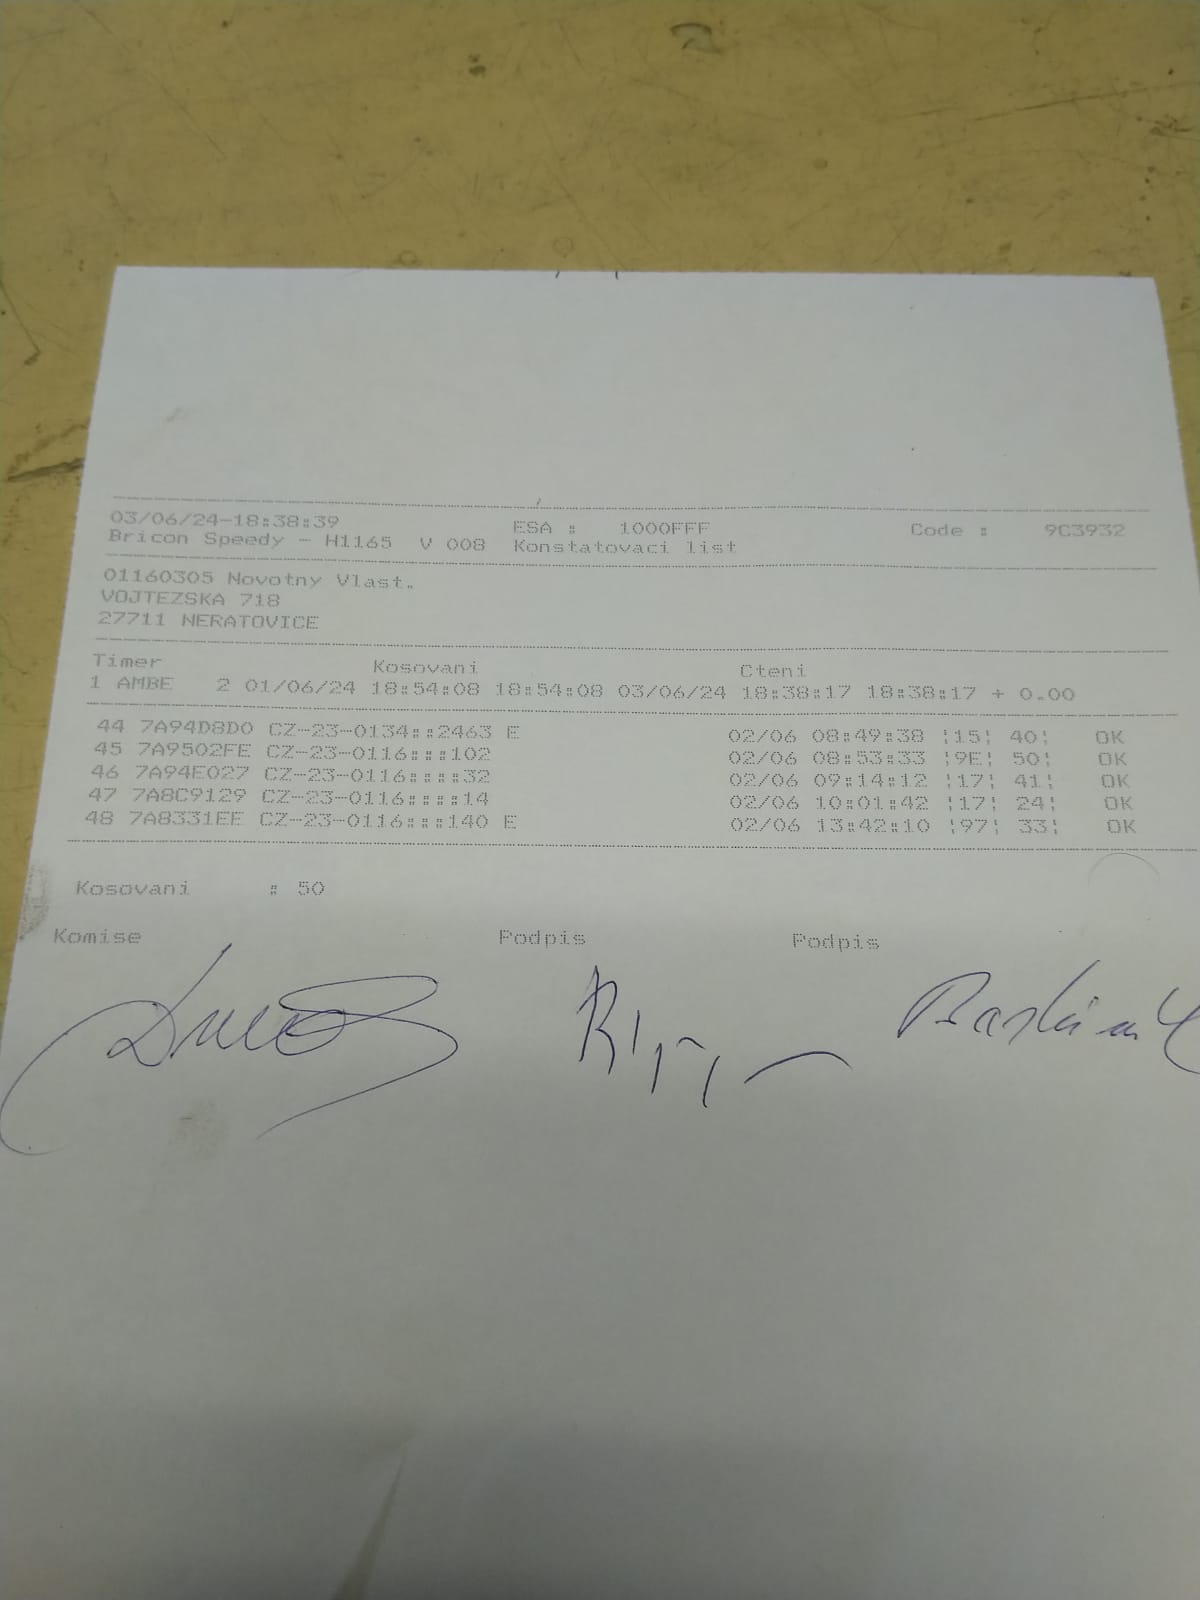 03/06/24-18:38:39 ESA : 1000FFF Code : 9C3932
Bricon Speedy - H1165 V 008 Konstatovaci list
01160305 Novotny Vlast.
VOJTEZSKA 718
27711 NERATOVICE
Timer Kosovani Cteni
1 AMBE 2 01/06/24 18:54:08 18:54:08 03/06/24 18:38:17 18:38:17 + 0.00
44 7A94D8D0 CZ-23-0134::2463 E 02/06 08:49:38 ¦15¦ 40¦ OK
45 7A9502FE CZ-23-0116:::102 02/06 08:53:33 ¦9E¦ 50¦ OK
46 7A94E027 CZ-23-0116::::32 02/06 09:14:12 ¦17¦ 41¦ OK
47 7A8C9129 CZ-23-0116::::14 02/06 10:01:42 ¦17¦ 24¦ OK
48 7A8331EE CZ-23-0116:::140 E 02/06 13:42:10 ¦97¦ 33¦ OK
Kosovani : 50
Komise Podpis Podpis